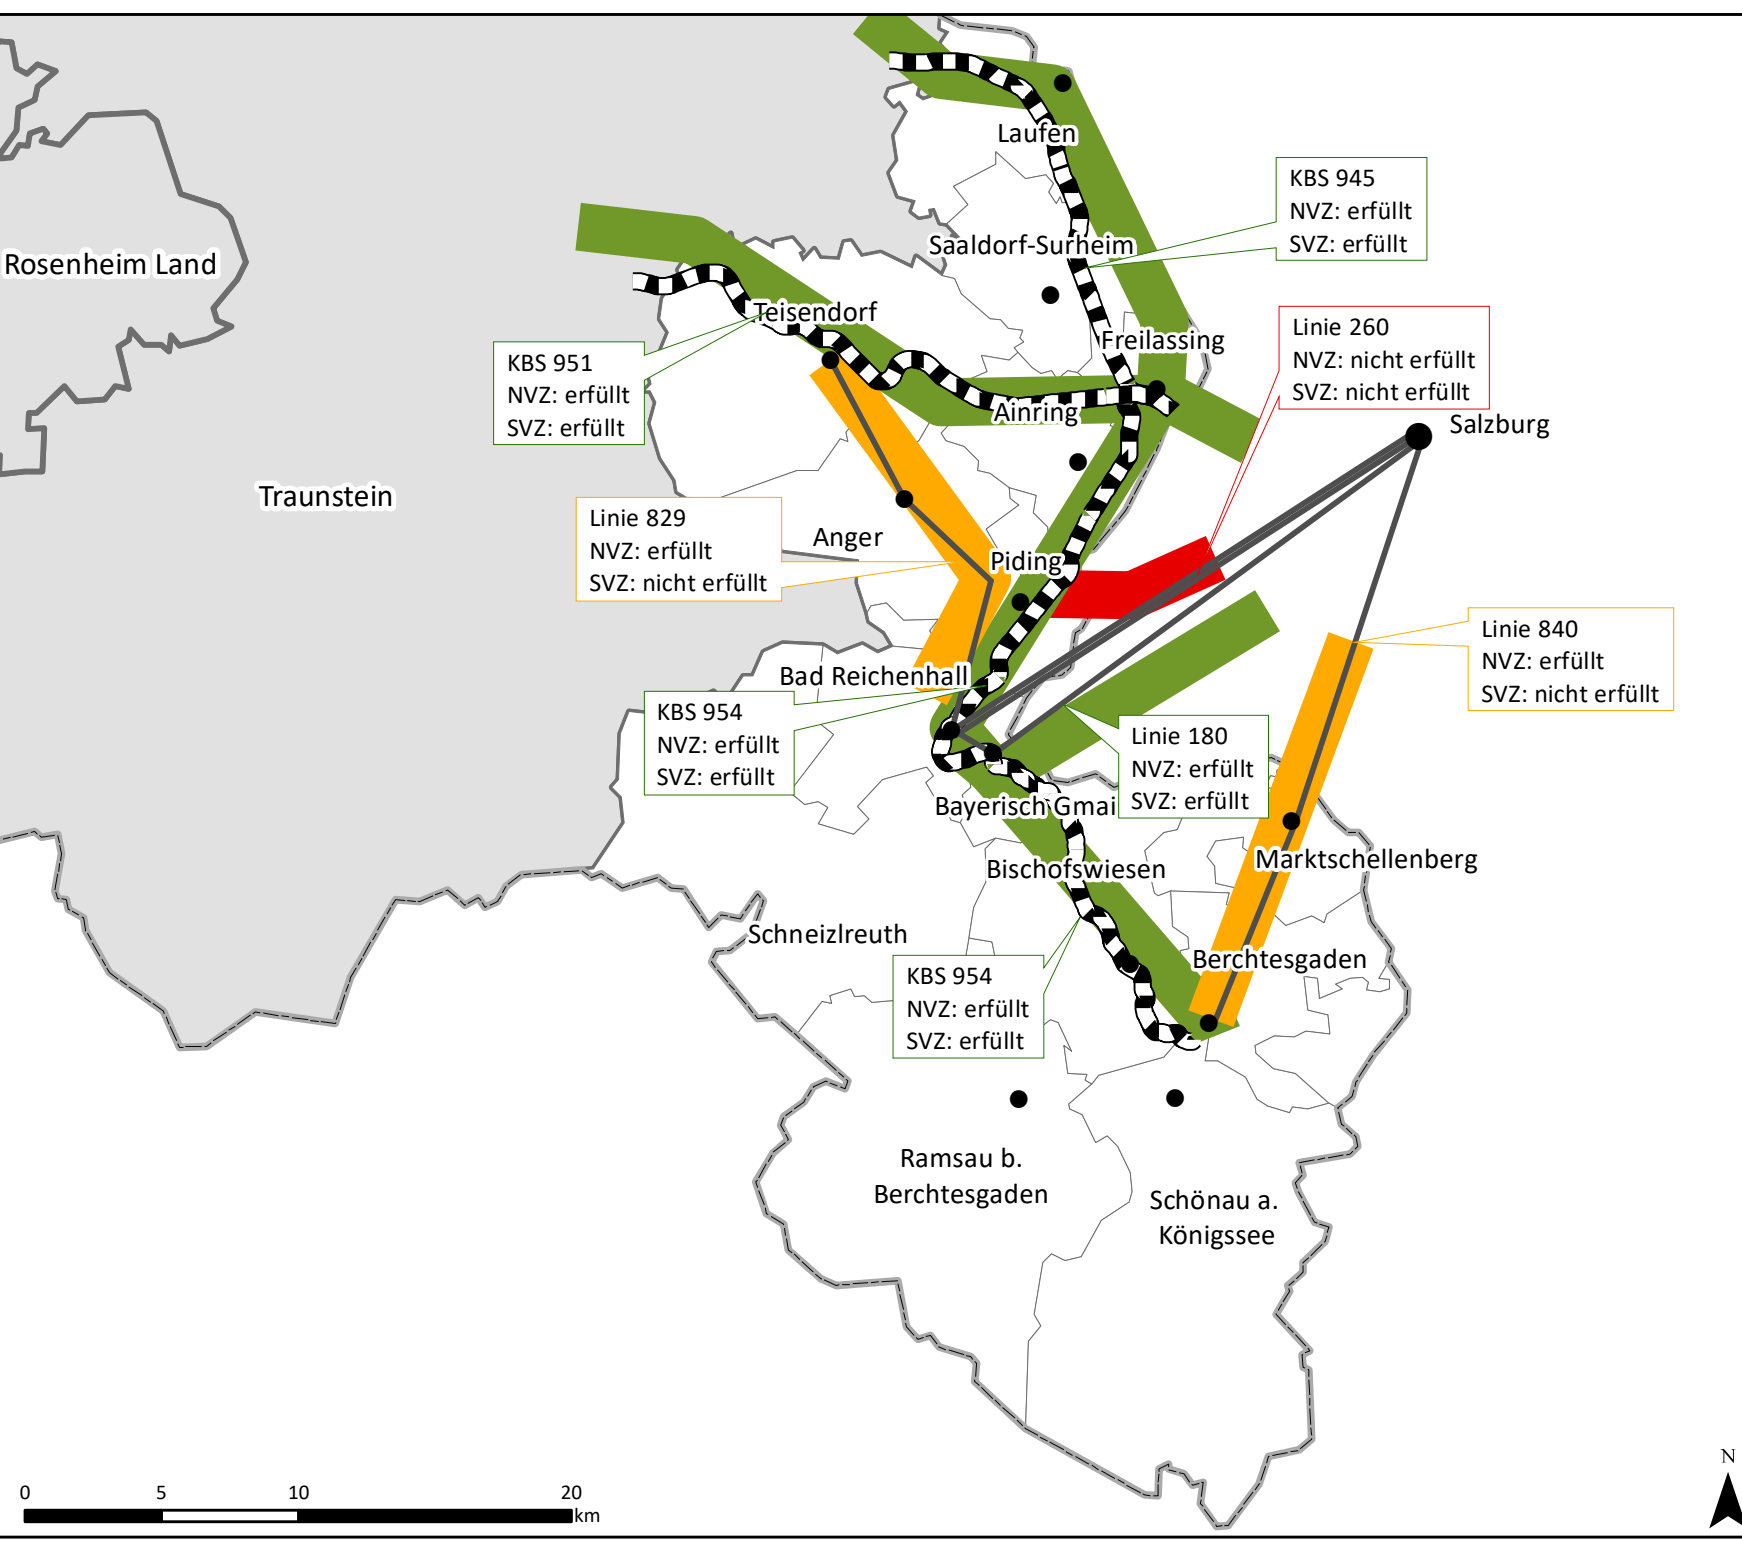 Laufen
KBS 945
NVZ: erfüllt
SVZ: erfüllt
Saaldorf-Surheim
Rosenheim Land
Teisendorf
Freilassing
Linie 260
NVZ: nicht erfüllt
SVZ: nicht erfüllt
KBS 951
NVZ: erfüllt
SVZ: erfüllt
Ainring
Salzburg
Traunstein
Linie 829
NVZ: erfüllt
SVZ: nicht erfüllt
Anger
Piding
Linie 840
NVZ: erfüllt
SVZ: nicht erfüllt
Bad Reichenhall
KBS 954
NVZ: erfüllt
SVZ: erfüllt
Linie 180
NVZ: erfüllt
SVZ: erfüllt
Bayerisch Gmai
Marktschellenberg
Bischofswiesen
Schneizlreuth
Berchtesgaden
KBS 954
NVZ: erfüllt
SVZ: erfüllt
Ramsau b.
Berchtesgaden
Schönau a.
Königssee
N
0 5 10 20
km